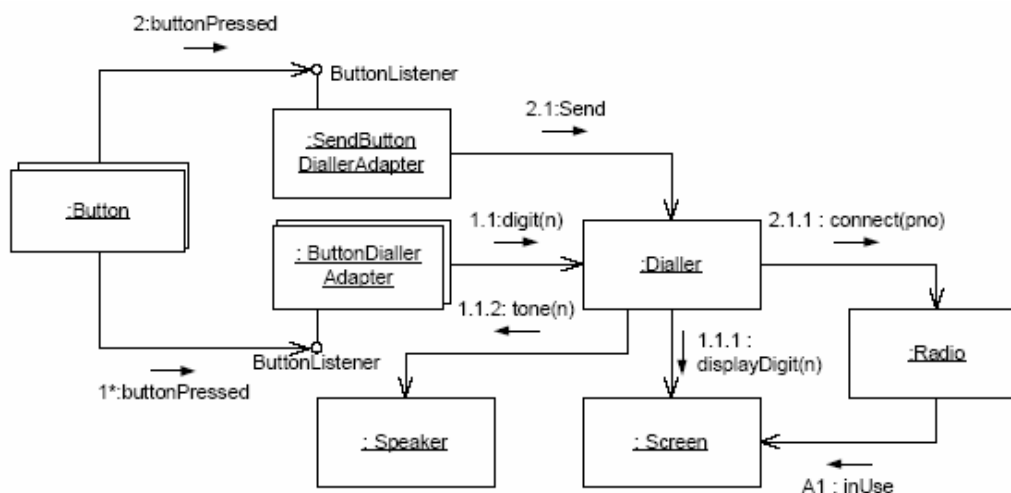 2:buttonPressed
ButtonListener
:SendButton
DiallerAdapter
2.1:Send
:Button
: ButtonDialler
Adapter
1.1:digit(n)
:Dialler
2.1.1 : connect(pno)
1.1.2: tone(n)
1.1.1 :
displayDigit(n)
:Radio
ButtonListener
1*:buttonPressed
: Speaker
: Screen
A1 : inUse